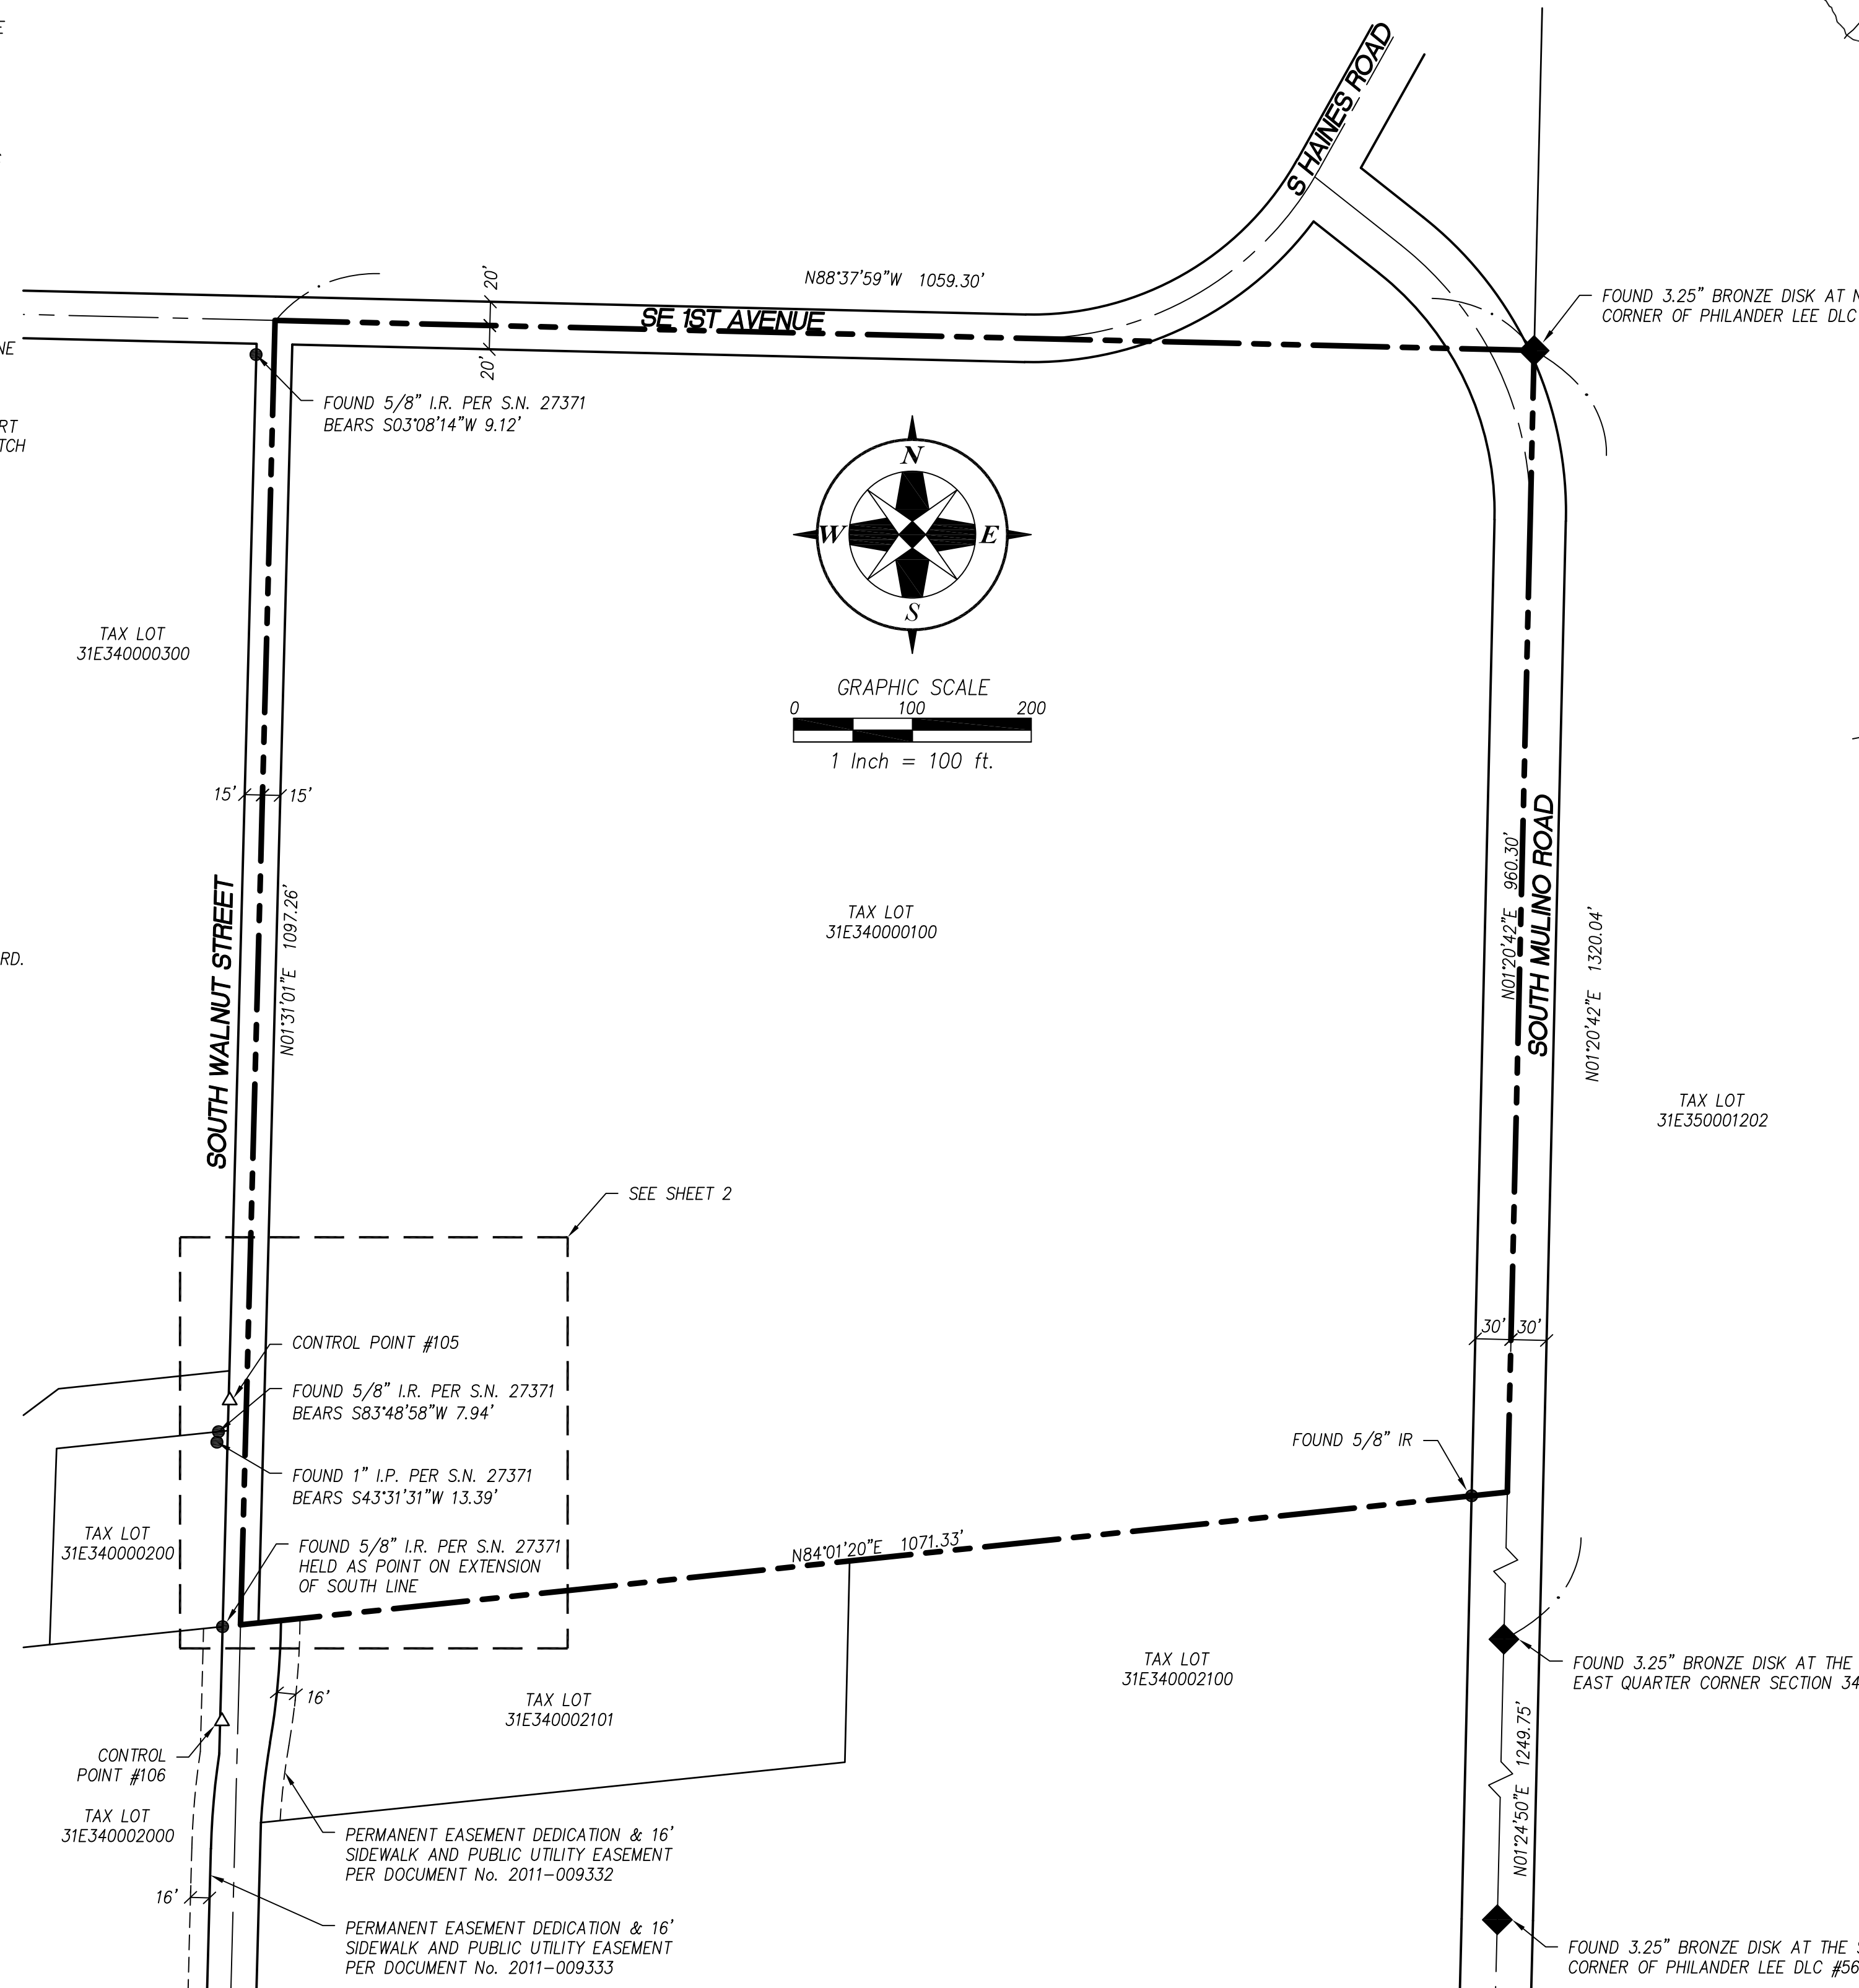 S HAINES ROAD
N88°37'59"W 1059.30'
20'
SE 1ST AVENUE
20'
FOUND 3.25" BRONZE DISK AT
CORNER OF PHILANDER LEE DLC
FOUND 5/8" I.R. PER S.N. 27371
BEARS S03°08'14"W 9.12'
N
W
E
S
GRAPHIC SCALE
0 100 200
1 Inch = 100 ft.
TAX LOT
31E340000300
15' 15'
SOUTH WALNUT STREET
N01°31'01"E 1097.26'
RD.
TAX LOT
31E340000100
N01°20'42"E 960.30'
SOUTH MULINO ROAD
N01°20'42"E 1320.04'
TAX LOT
31E350001202
SEE SHEET 2
CONTROL POINT #105
FOUND 5/8" I.R. PER S.N. 27371
BEARS S83°48'58"W 7.94'
FOUND 1" I.P. PER S.N. 27371
BEARS S43°31'31"W 13.39'
FOUND 5/8" I.R. PER S.N. 27371
HELD AS POINT ON EXTENSION
OF SOUTH LINE
TAX LOT
31E340000200
30' 30'
FOUND 5/8" IR
N84°01'20"E 1071.33'
TAX LOT
31E340002100
FOUND 3.25" BRONZE DISK AT THE
EAST QUARTER CORNER SECTION 34
16'
TAX LOT
31E340002101
CONTROL
POINT #106
TAX LOT
31E340002000
N01°24'50"E 1249.75'
PERMANENT EASEMENT DEDICATION & 16'
SIDEWALK AND PUBLIC UTILITY EASEMENT
PER DOCUMENT No. 2011-009332
16'
PERMANENT EASEMENT DEDICATION & 16'
SIDEWALK AND PUBLIC UTILITY EASEMENT
PER DOCUMENT No. 2011-009333
FOUND 3.25" BRONZE DISK AT THE
CORNER OF PHILANDER LEE DLC #56